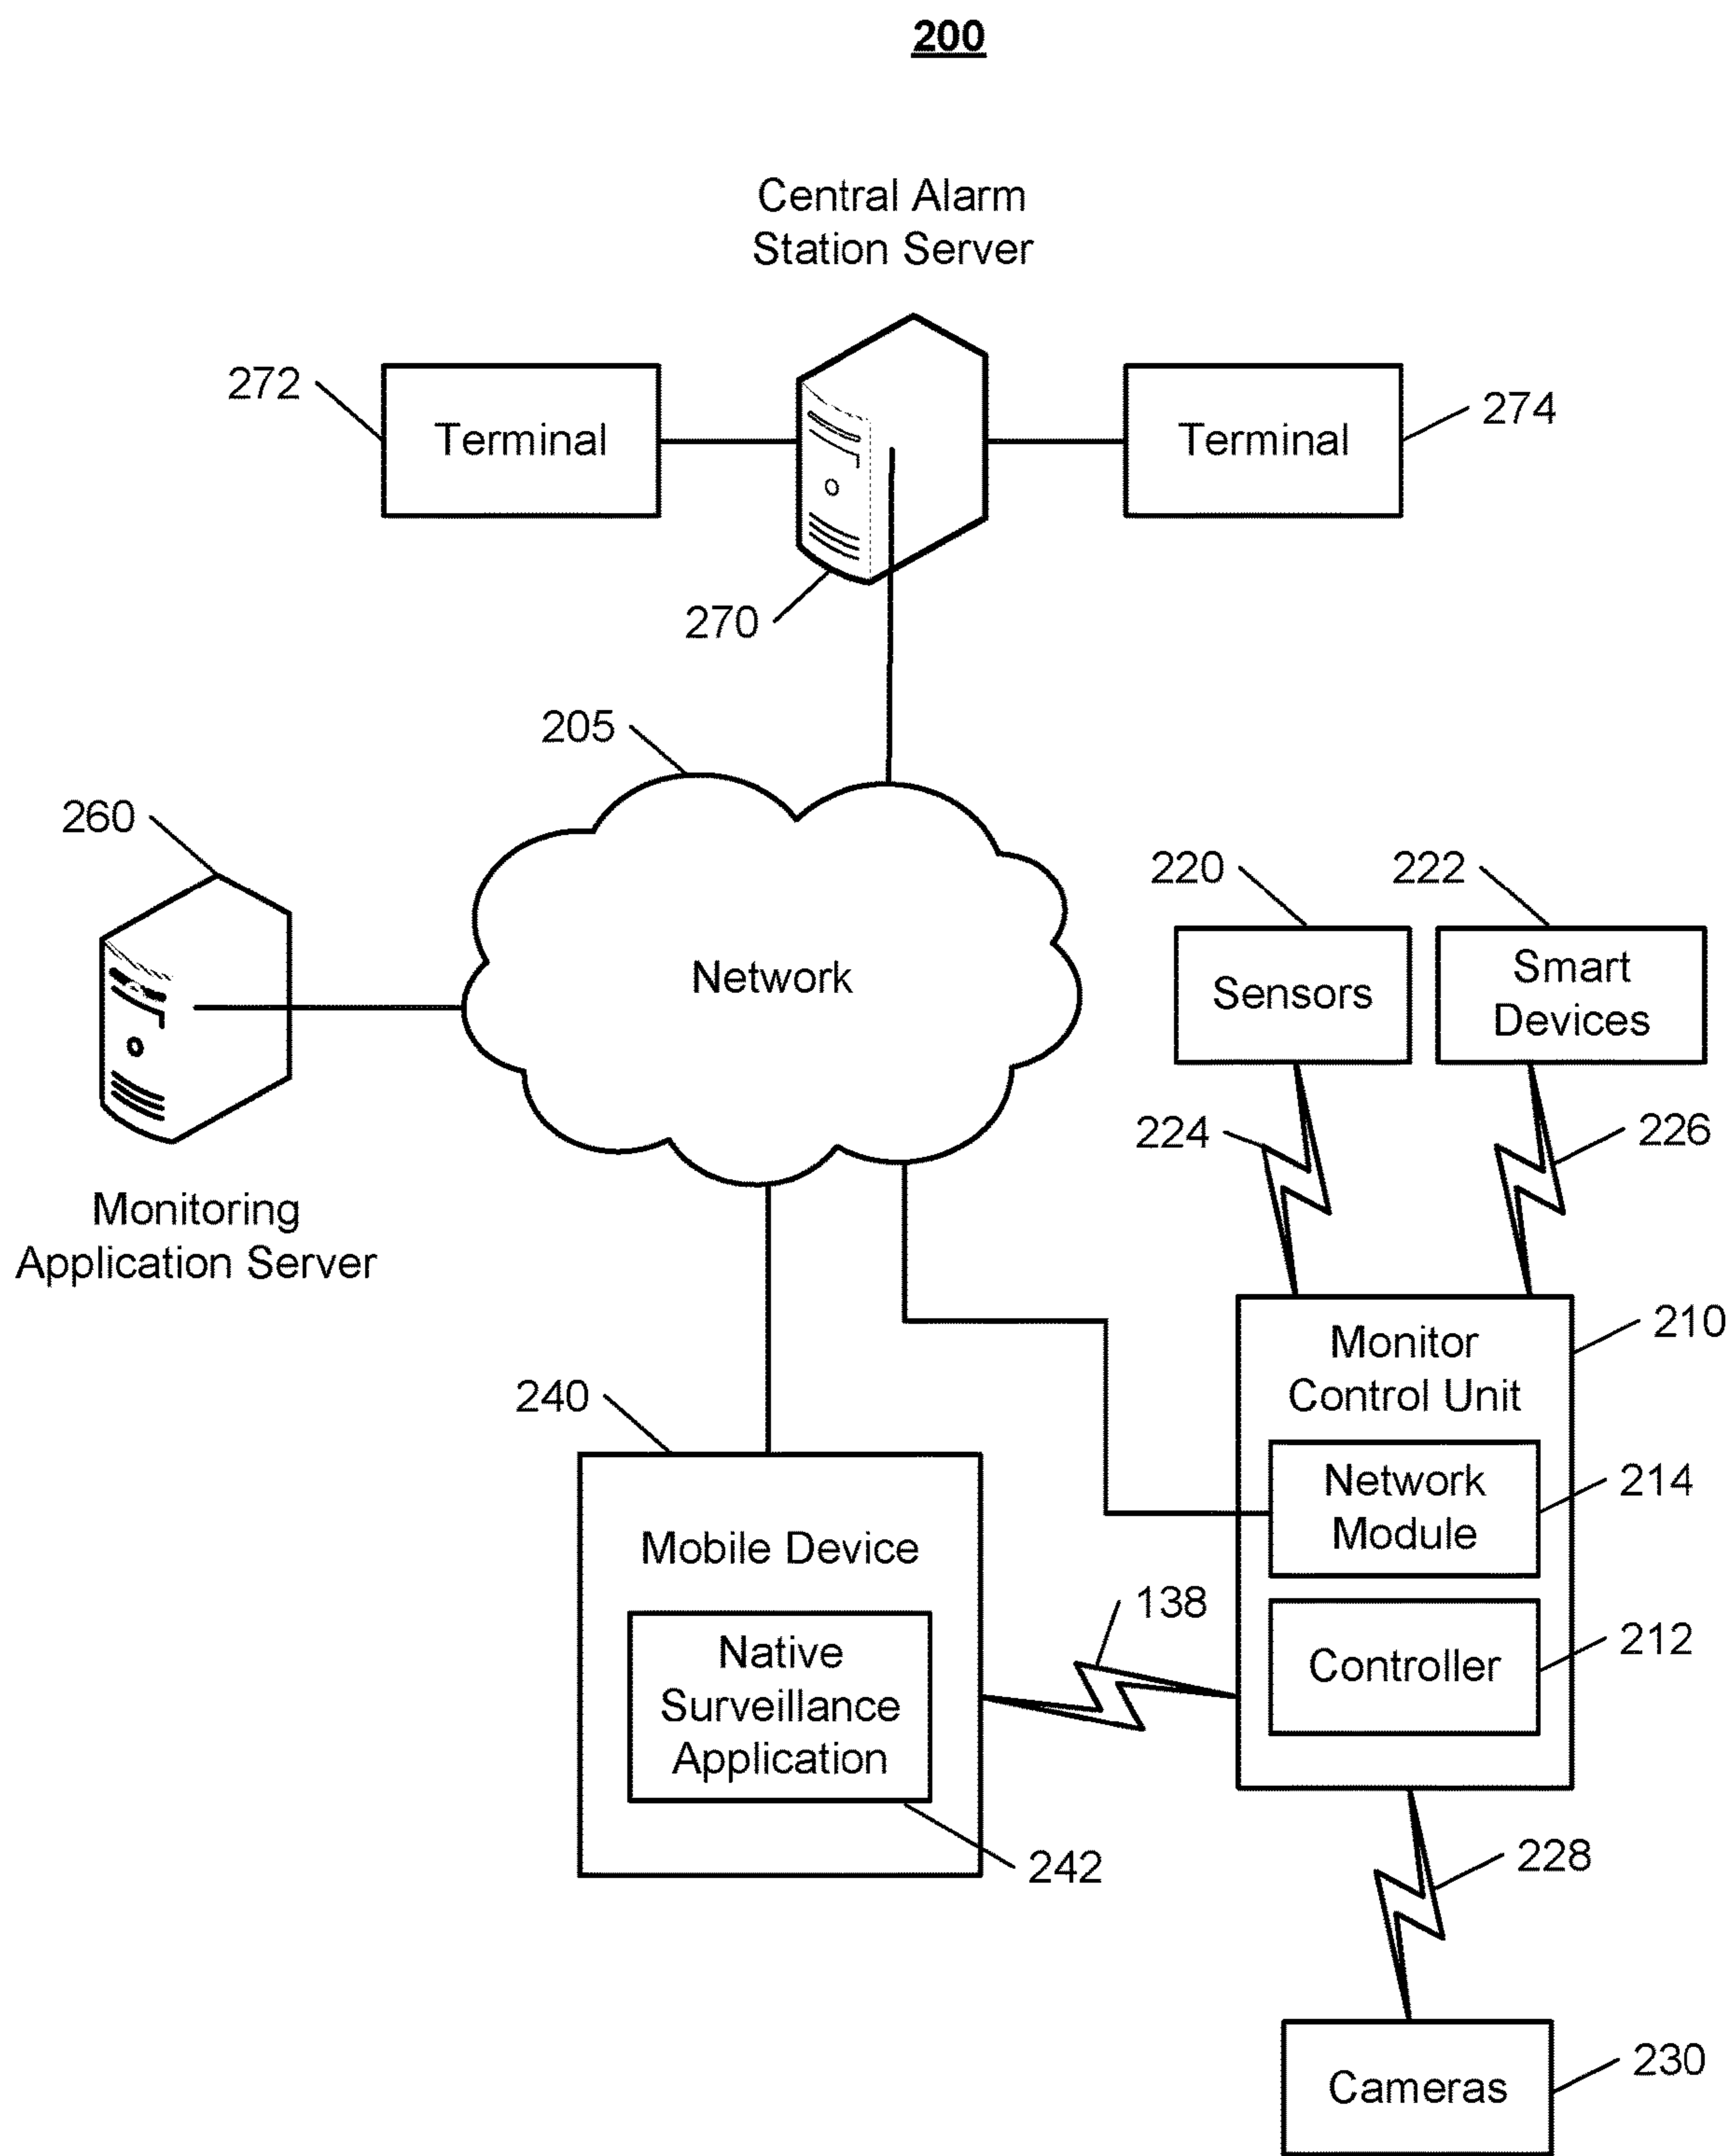 200
Central Alarm
Station Server
272
Terminal
Terminal
274
270
205
260
Network
220
222
Sensors
Smart
Devices
224
226
Monitoring
Application Server
210
Monitor
Control Unit
240
Network
Module
214
Mobile Device
138
Controller
212
Native
Surveillance
Application
242
228
230
Cameras